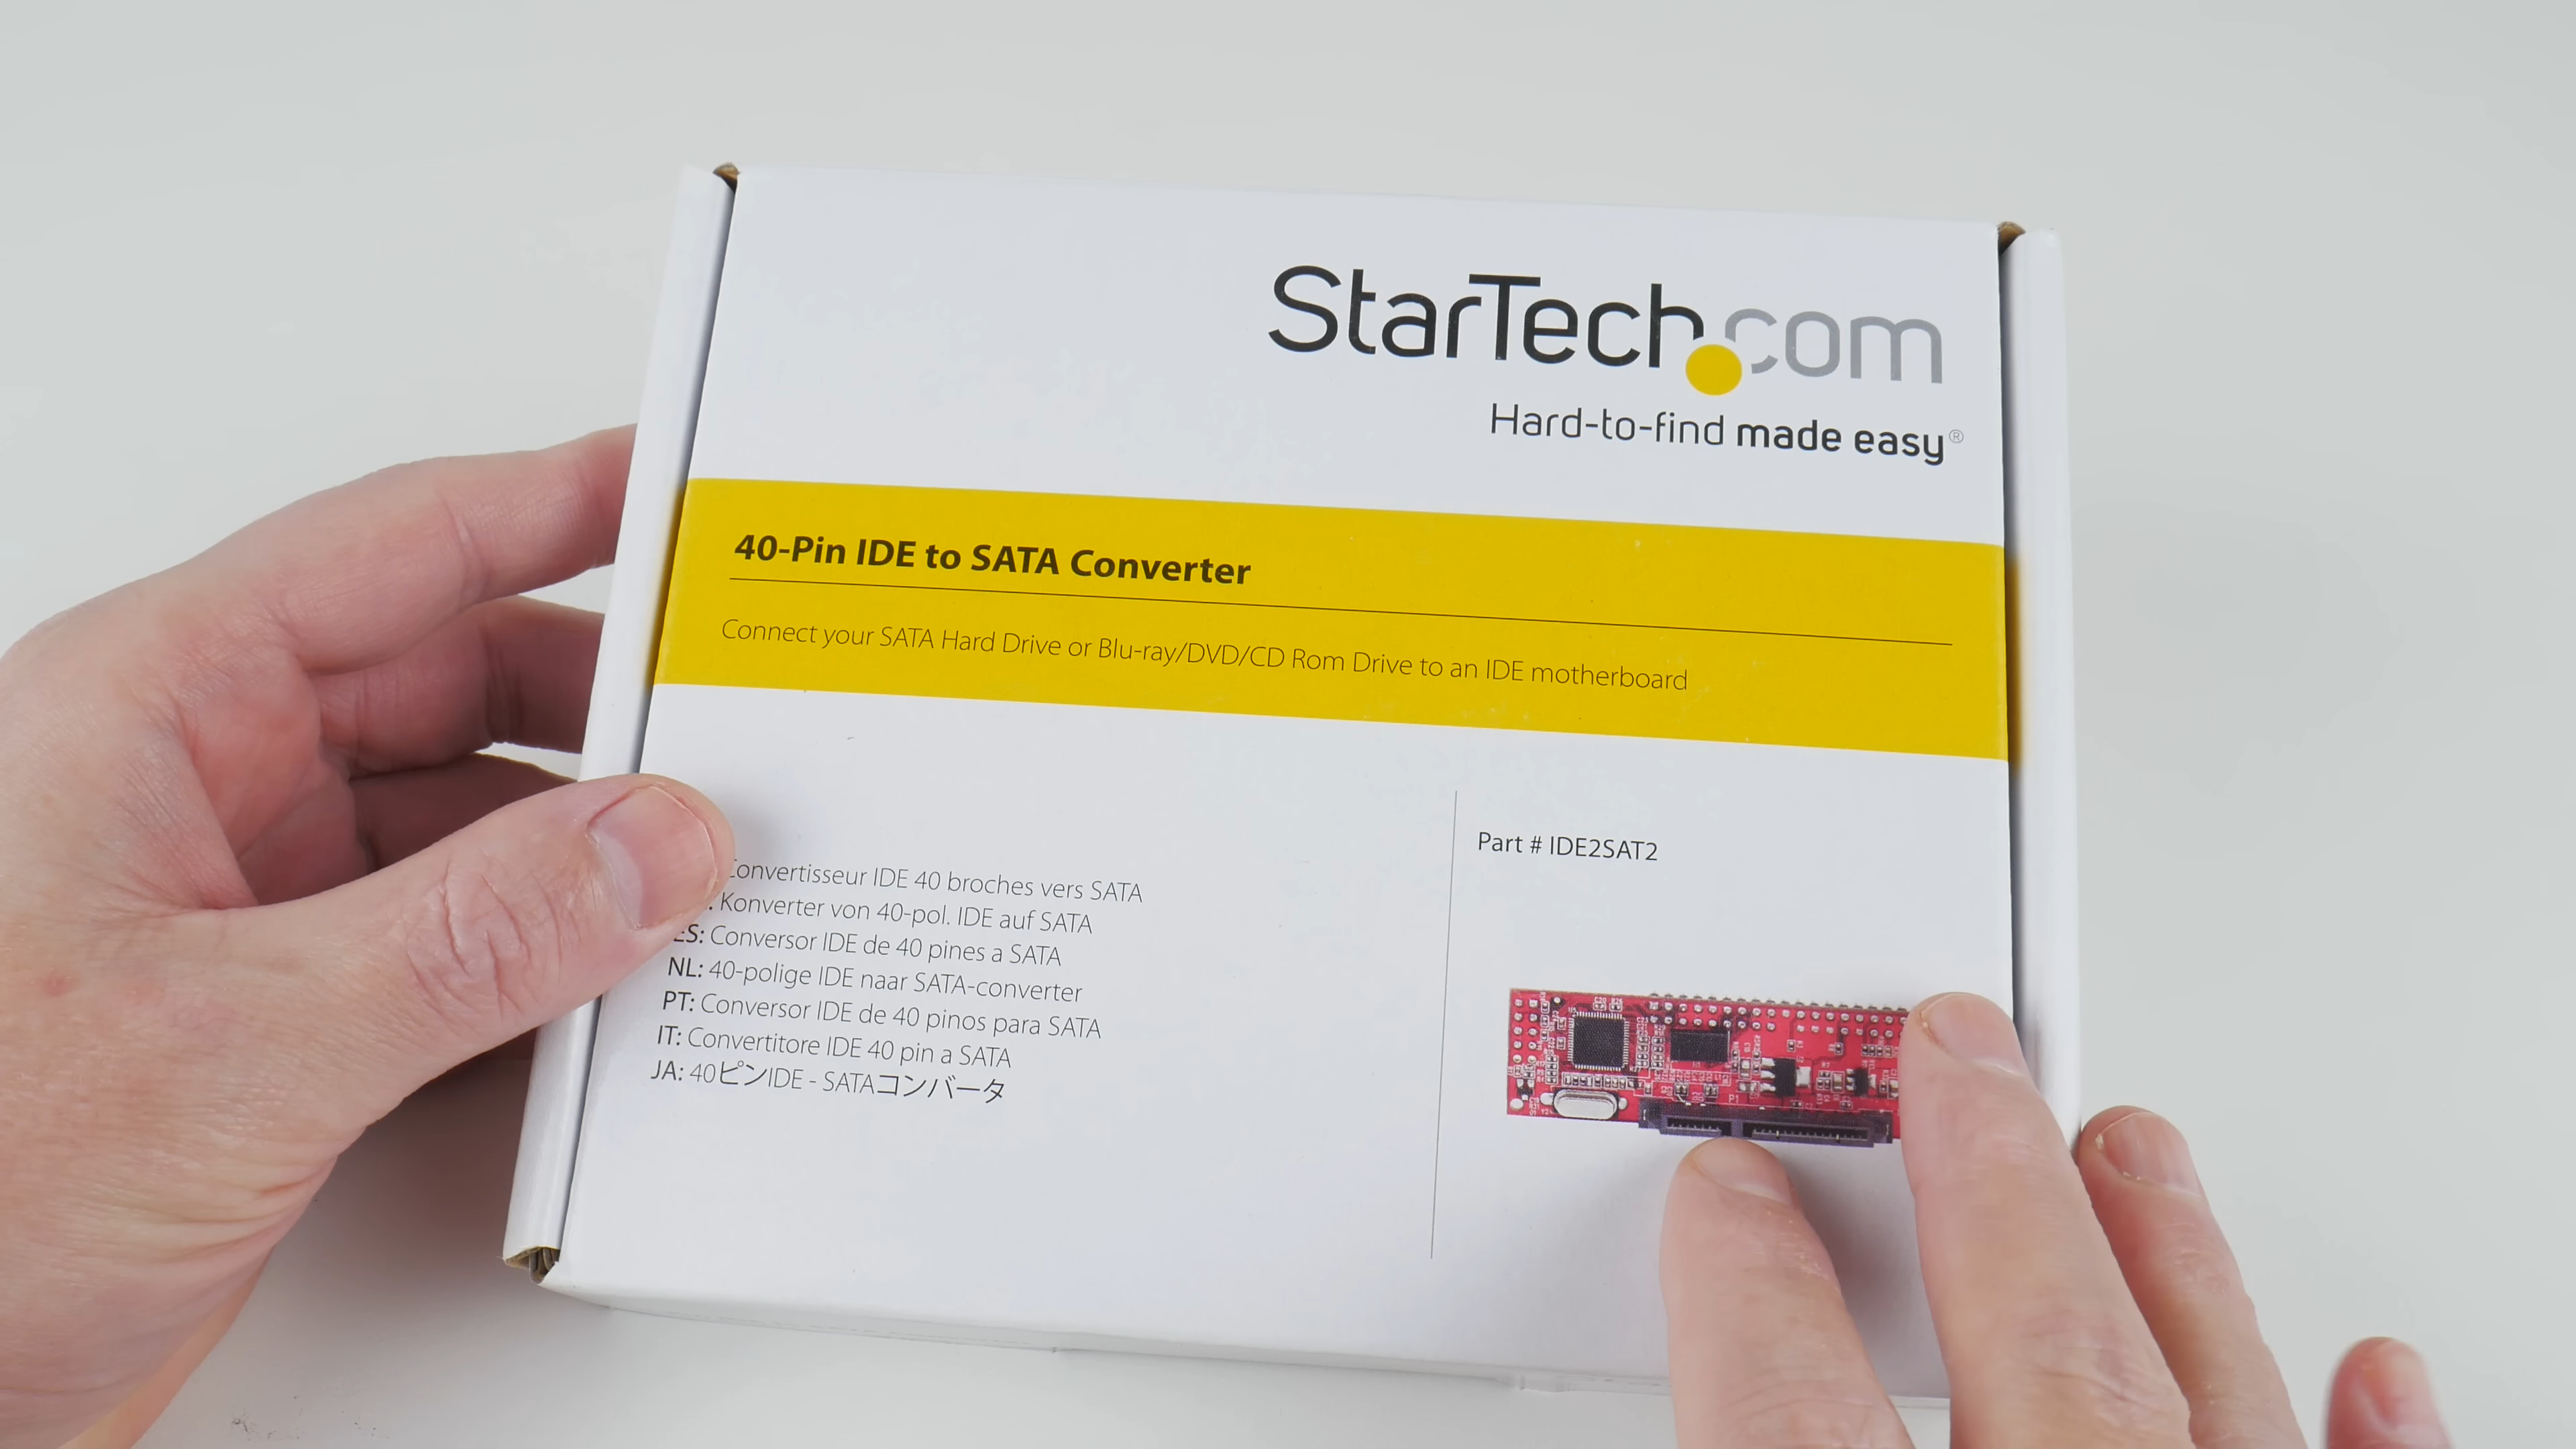 StarTech.com
Hard-to-find made easy®
40-Pin IDE to SATA Converter
Connect your SATA Hard Drive or Blu-ray/DVD/CD Rom Drive to an IDE motherboard
Part # IDE2SAT2
Convertisseur IDE 40 broches vers SATA
Konverter von 40-pol. IDE auf SATA
ES: Conversor IDE de 40 pines a SATA
NL: 40-polige IDE naar SATA-converter
PT: Conversor IDE de 40 pinos para SATA
IT: Convertitore IDE 40 pin a SATA
JA: 40ピンIDE - SATAコンバータ
P1